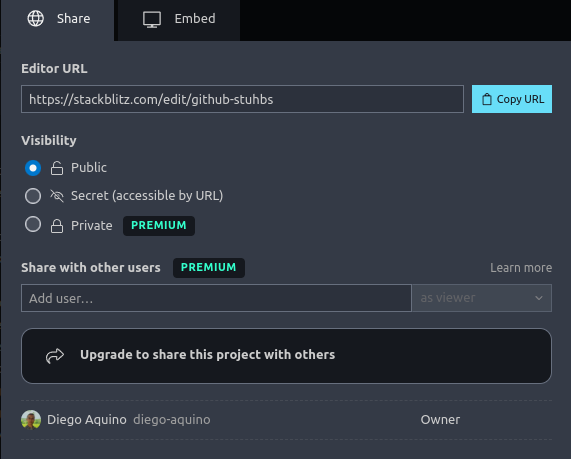 Share Embed
Editor URL
https://stackblitz.com/edit/github-stuhbs Copy URL
Visibility
Public
Secret (accessible by URL)
Private PREMIUM
Share with other users PREMIUM Learn more
Add user... as viewer
Upgrade to share this project with others
Diego Aquino diego-aquino Owner